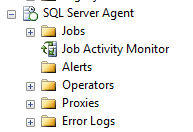 SQL Server Agent
Jobs
Job Activity Monitor
Alerts
Operators
Proxies
Error Logs